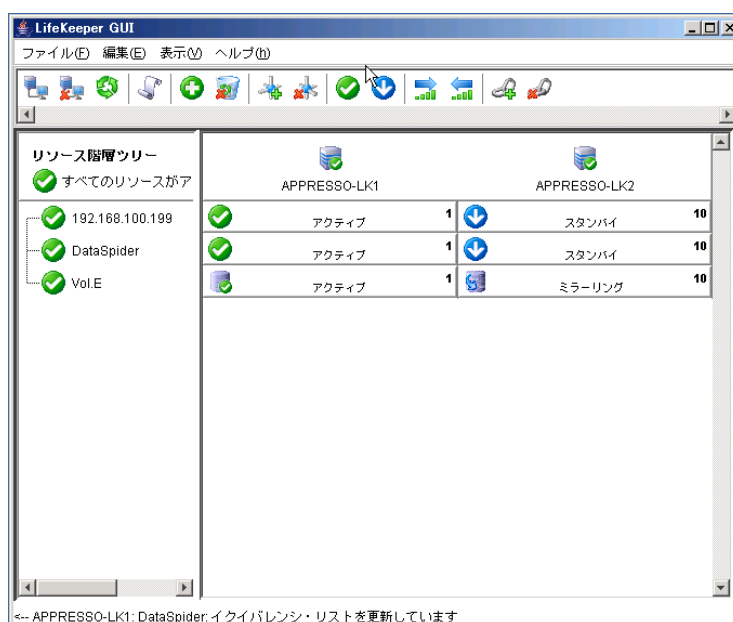 LifeKeeper GUI
ファイル(F) 編集(E) 表示(V) ヘルプ(h)
リソース階層ツリー
すべてのリソースがア
192.168.100.199
DataSpider
Vol.E
APPRESSO-LK1 APPRESSO-LK2
アクティブ 1 スタンバイ 10
アクティブ 1 スタンバイ 10
アクティブ 1 ミラーリング 10
<-- APPRESSO-LK1: DataSpider: イクイバレンシ・リストを更新しています